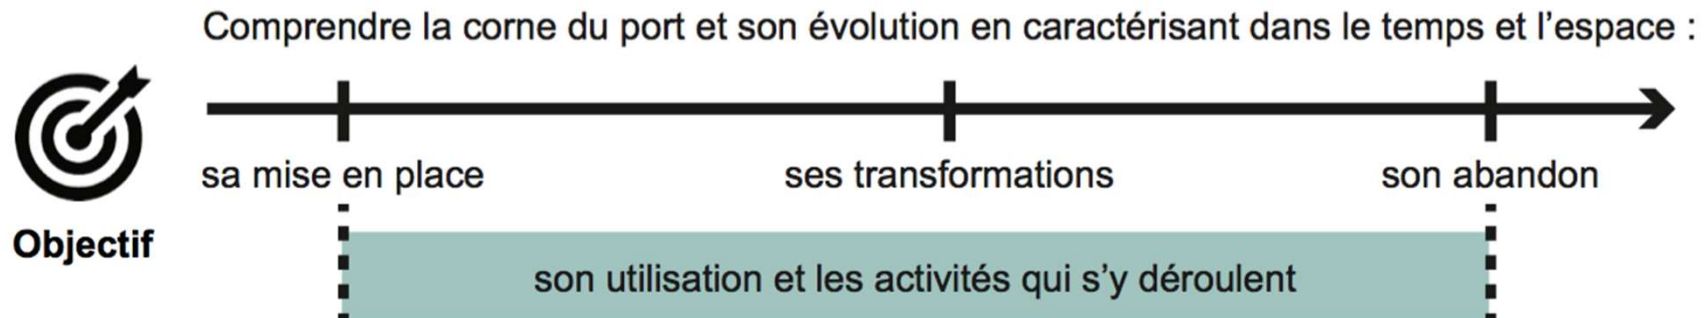 Comprendre la corne du port et son évolution en caractérisant dans le temps et l’espace :
sa mise en place
ses transformations
son abandon
Objectif
son utilisation et les activités qui s’y déroulent